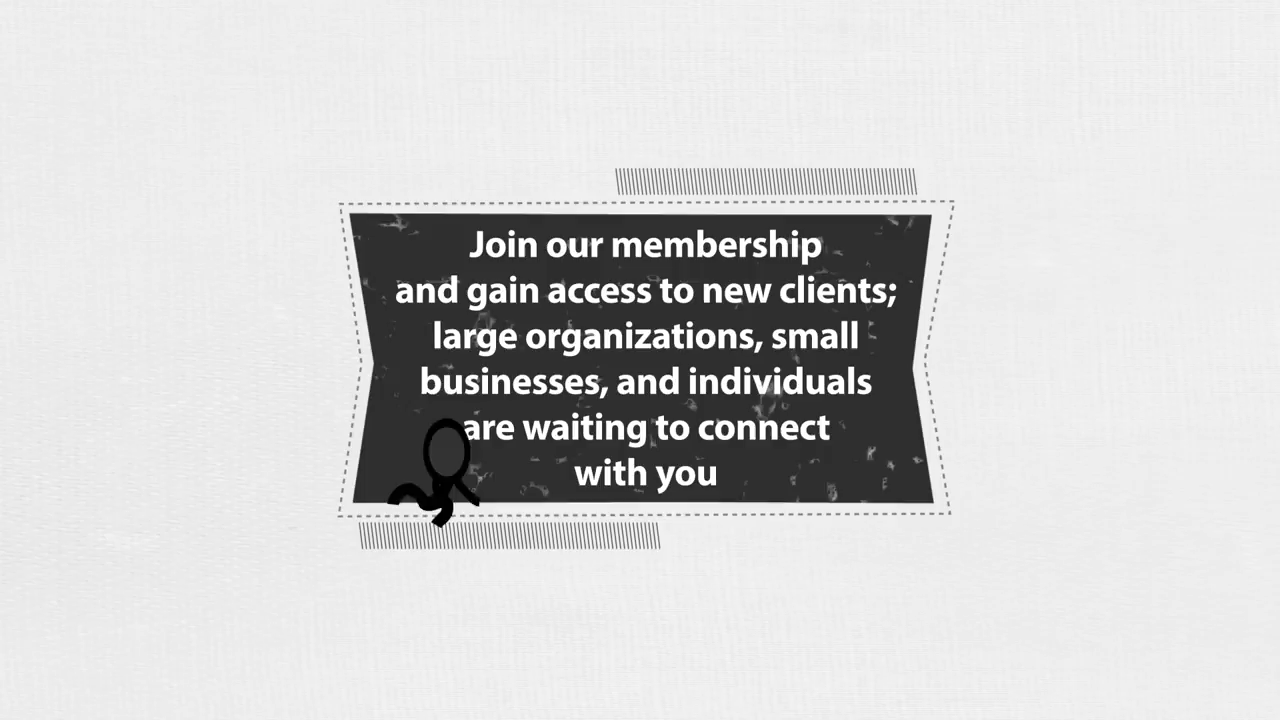 Join our membership
and gain access to new clients;
large organizations, small
businesses, and individuals
are waiting to connect
with you